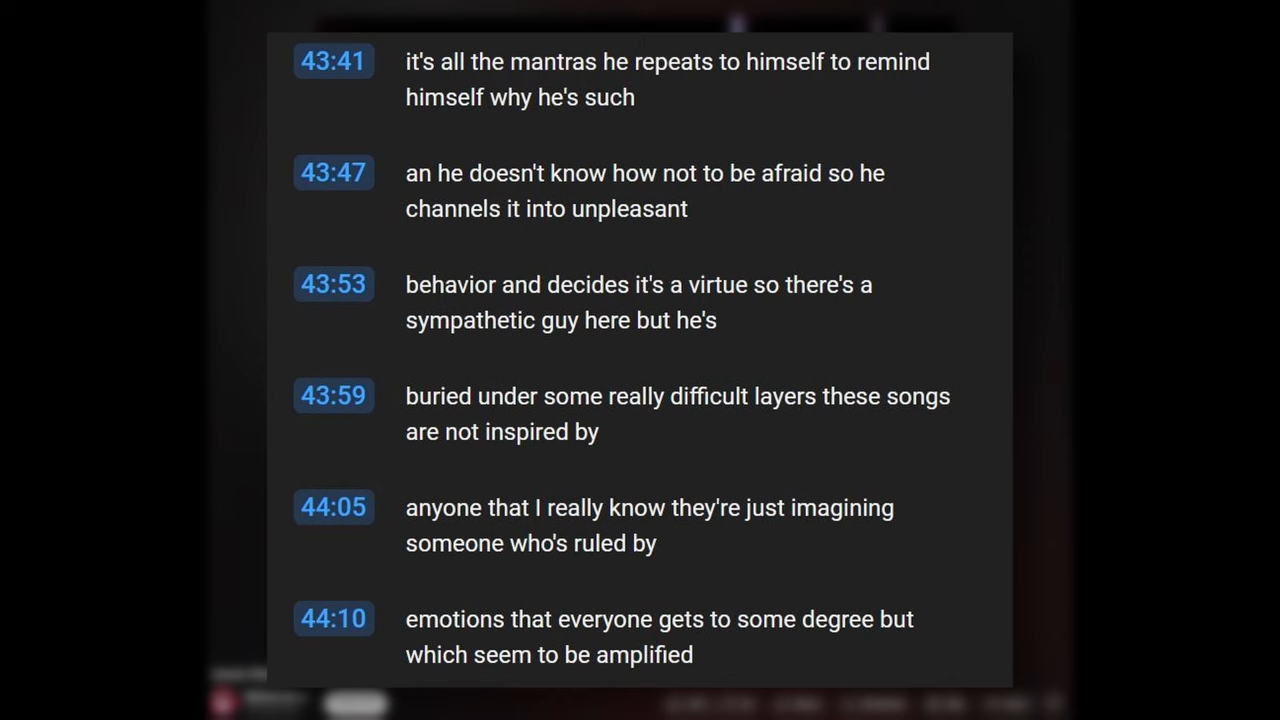 43:41
it's all the mantras he repeats to himself to remind
himself why he's such
43:47
an he doesn't know how not to be afraid so he
channels it into unpleasant
43:53
behavior and decides it's a virtue so there's a
sympathetic guy here but he's
43:59
buried under some really difficult layers these songs
are not inspired by
44:05
anyone that I really know they're just imagining
someone who's ruled by
44:10
emotions that everyone gets to some degree but
which seem to be amplified